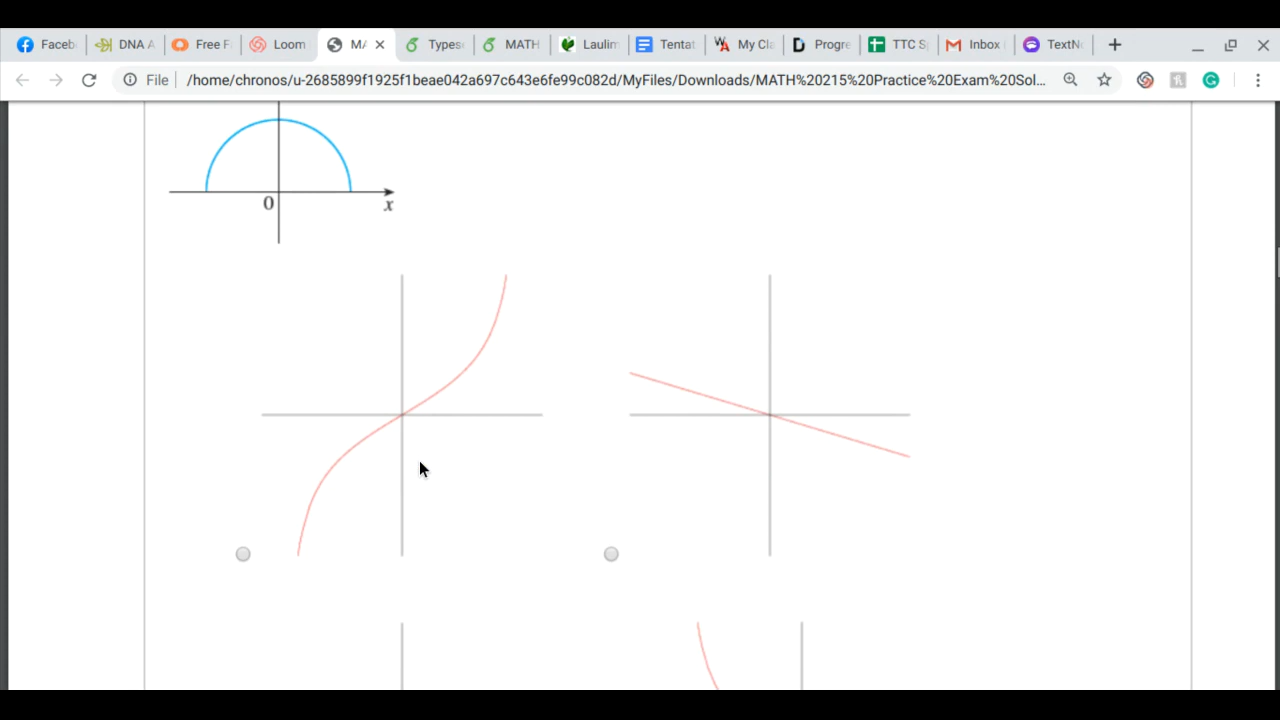 Faceb DNA A Free F Loom MA Types MATH Laulim Tentat My Cla Progre TTC S Inbox TextN
File /home/chronos/u-2685899f1925f1beae042a697c643e6fe99c082d/MyFiles/Downloads/MATH%20215%20Practice%20Exam%20Sol...
0
x